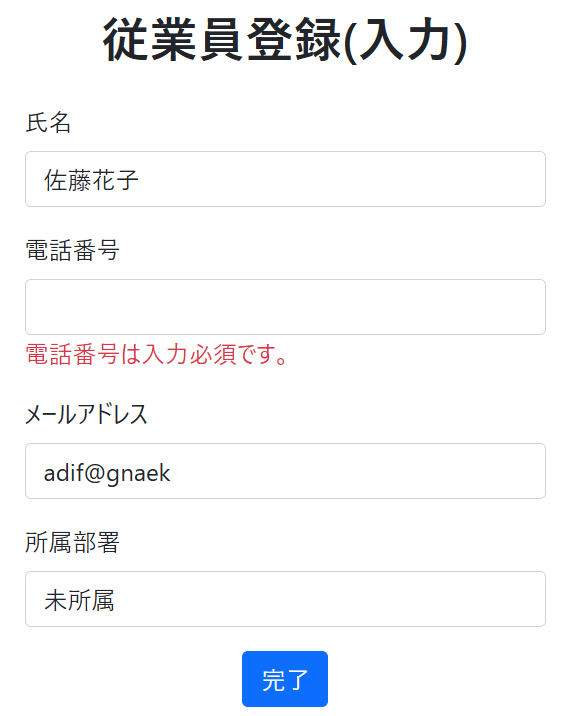 従業員登録(入力)
氏名
佐藤花子
電話番号
電話番号は入力必須です。
メールアドレス
adif@gnaek
所属部署
未所属
完了